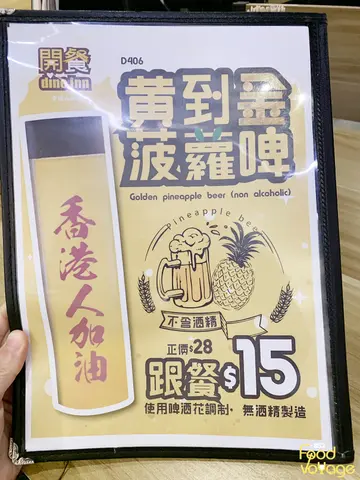 開餐
dine inn
D406
黃到金
菠蘿啤
Golden pineapple beer (non alcoholic)
香港人加油
Pineapple beer
不含酒精
正價$28
跟餐$15
使用啤酒花調制，無酒精製造
Food
Voyage